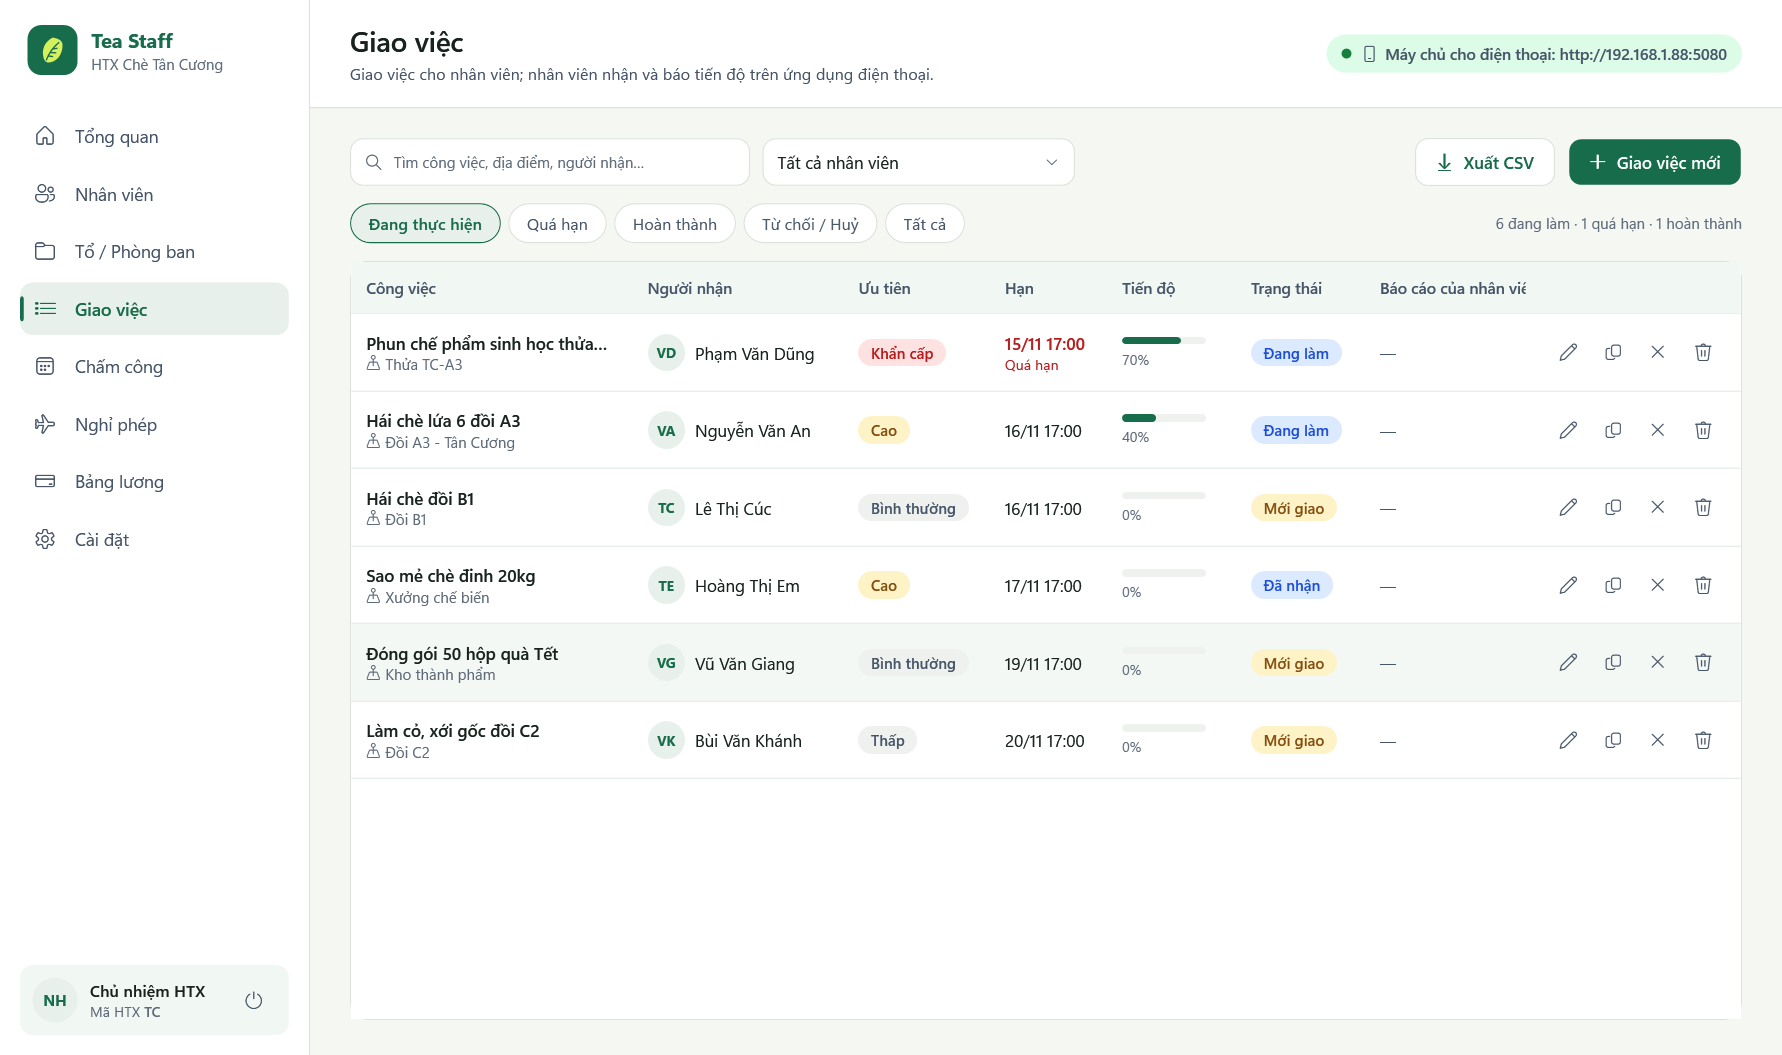 Tea Staff
HTX Chè Tân Cương
Tổng quan
Nhân viên
Tổ / Phòng ban
Giao việc
Chấm công
Nghỉ phép
Bảng lương
Cài đặt
NH
Chủ nhiệm HTX
Mã HTX TC
Giao việc
Giao việc cho nhân viên; nhân viên nhận và báo tiến độ trên ứng dụng điện thoại.
Máy chủ cho điện thoại: http://192.168.1.88:5080
Tìm công việc, địa điểm, người nhận...
Tất cả nhân viên
Xuất CSV
Giao việc mới
Đang thực hiện
Quá hạn
Hoàn thành
Từ chối / Huỷ
Tất cả
6 đang làm · 1 quá hạn · 1 hoàn thành
Công việc Người nhận Ưu tiên Hạn Tiến độ Trạng thái Báo cáo của nhân viê
Phun chế phẩm sinh học thửa...
Thửa TC-A3
VD Phạm Văn Dũng Khẩn cấp
15/11 17:00
Quá hạn
70%
Đang làm —
Hái chè lứa 6 đồi A3
Đồi A3 - Tân Cương
VA Nguyễn Văn An Cao 16/11 17:00
40%
Đang làm —
Hái chè đồi B1
Đồi B1
TC Lê Thị Cúc Bình thường 16/11 17:00
0%
Mới giao —
Sao mẻ chè đinh 20kg
Xưởng chế biến
TE Hoàng Thị Em Cao 17/11 17:00
0%
Đã nhận —
Đóng gói 50 hộp quà Tết
Kho thành phẩm
VG Vũ Văn Giang Bình thường 19/11 17:00
0%
Mới giao —
Làm cỏ, xới gốc đồi C2
Đồi C2
VK Bùi Văn Khánh Thấp 20/11 17:00
0%
Mới giao —